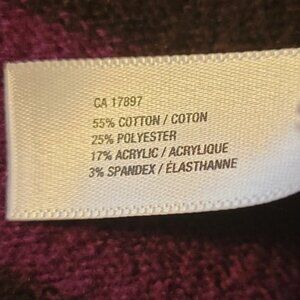 CA 17897
55% COTTON / COTON
25% POLYESTER
17% ACRYLIC / ACRYLIQUE
3% SPANDEX / ÉLASTHANNE